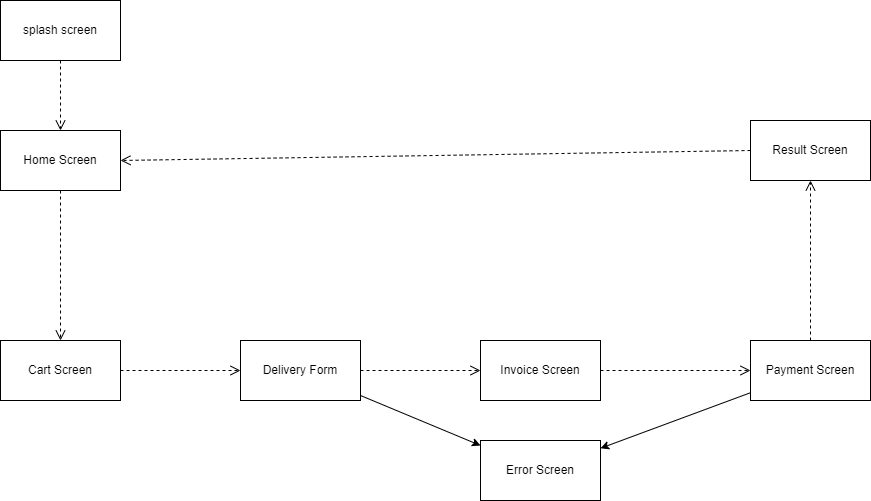 splash screen
Home Screen
Result Screen
Cart Screen
Delivery Form
Invoice Screen
Payment Screen
Error Screen